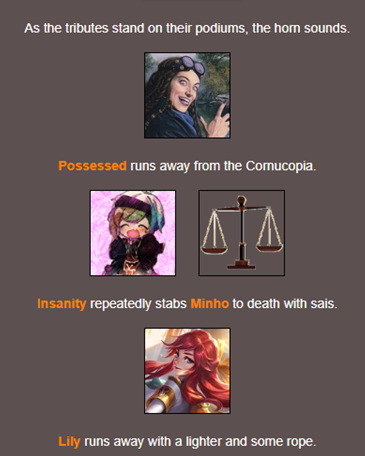 As the tributes stand on their podiums, the horn sounds.
Possessed runs away from the Cornucopia.
Insanity repeatedly stabs Minho to death with sais.
Lily runs away with a lighter and some rope.